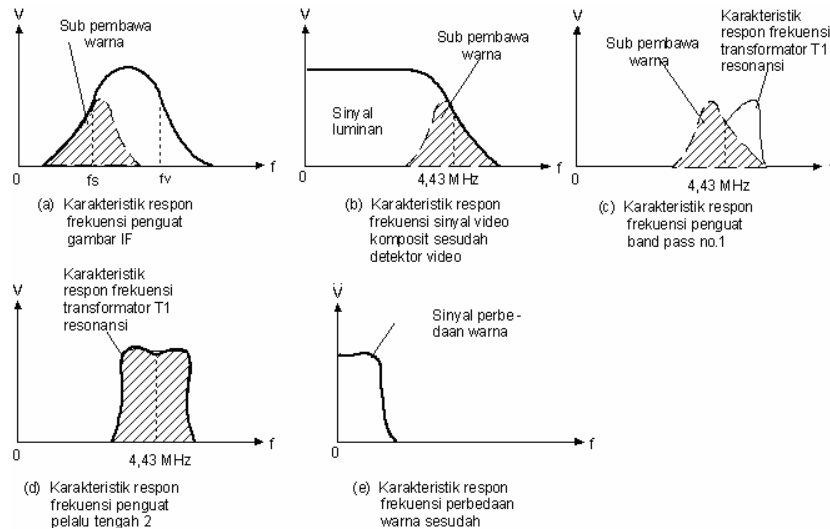 V
Sub pembawa
warna
0
fs
fv
f
(a) Karakteristik respon
frekuensi penguat
gambar IF
V
Sub pembawa
warna
Sinyal
luminan
0
4,43 MHz
f
(b) Karakteristik respon
frekuensi sinyal video
komposit sesudah
detektor video
V
Karakteristik
respon frekuensi
transformator T1
resonansi
Sub pembawa
warna
0
4,43 MHz
(c) Karakteristik respon
frekuensi penguat
band pass no.1
Karakteristik
respon frekuensi
transformator T1
resonansi
V
0
4,43 MHz
f
(d) Karakteristik respon
frekuensi penguat
pelalu tengah 2
V
Sinyal perbe-
daan warna
0
f
(e) Karakteristik respon
frekuensi perbedaan
warna sesudah